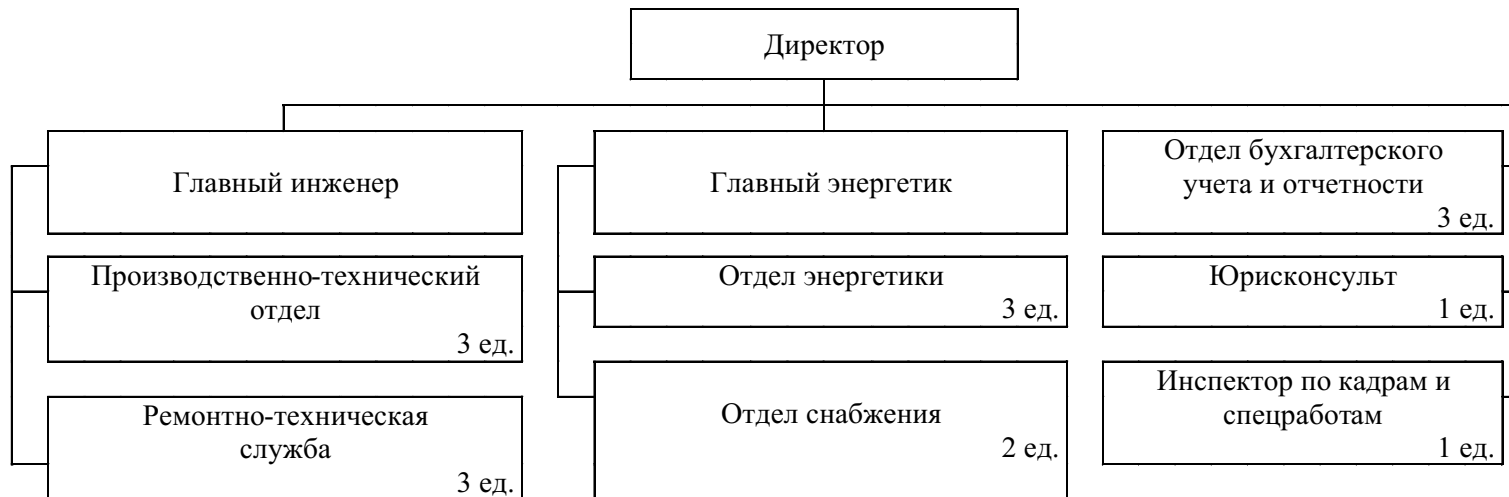 Директор
Главный инженер
Главный энергетик
Отдел бухгалтерского
учета и отчетности
3 ед.
Производственно-технический
отдел
3 ед.
Отдел энергетики
3 ед.
Юрисконсульт
1 ед.
Ремонтно-техническая
служба
3 ед.
Отдел снабжения
2 ед.
Инспектор по кадрам и
спецработам
1 ед.